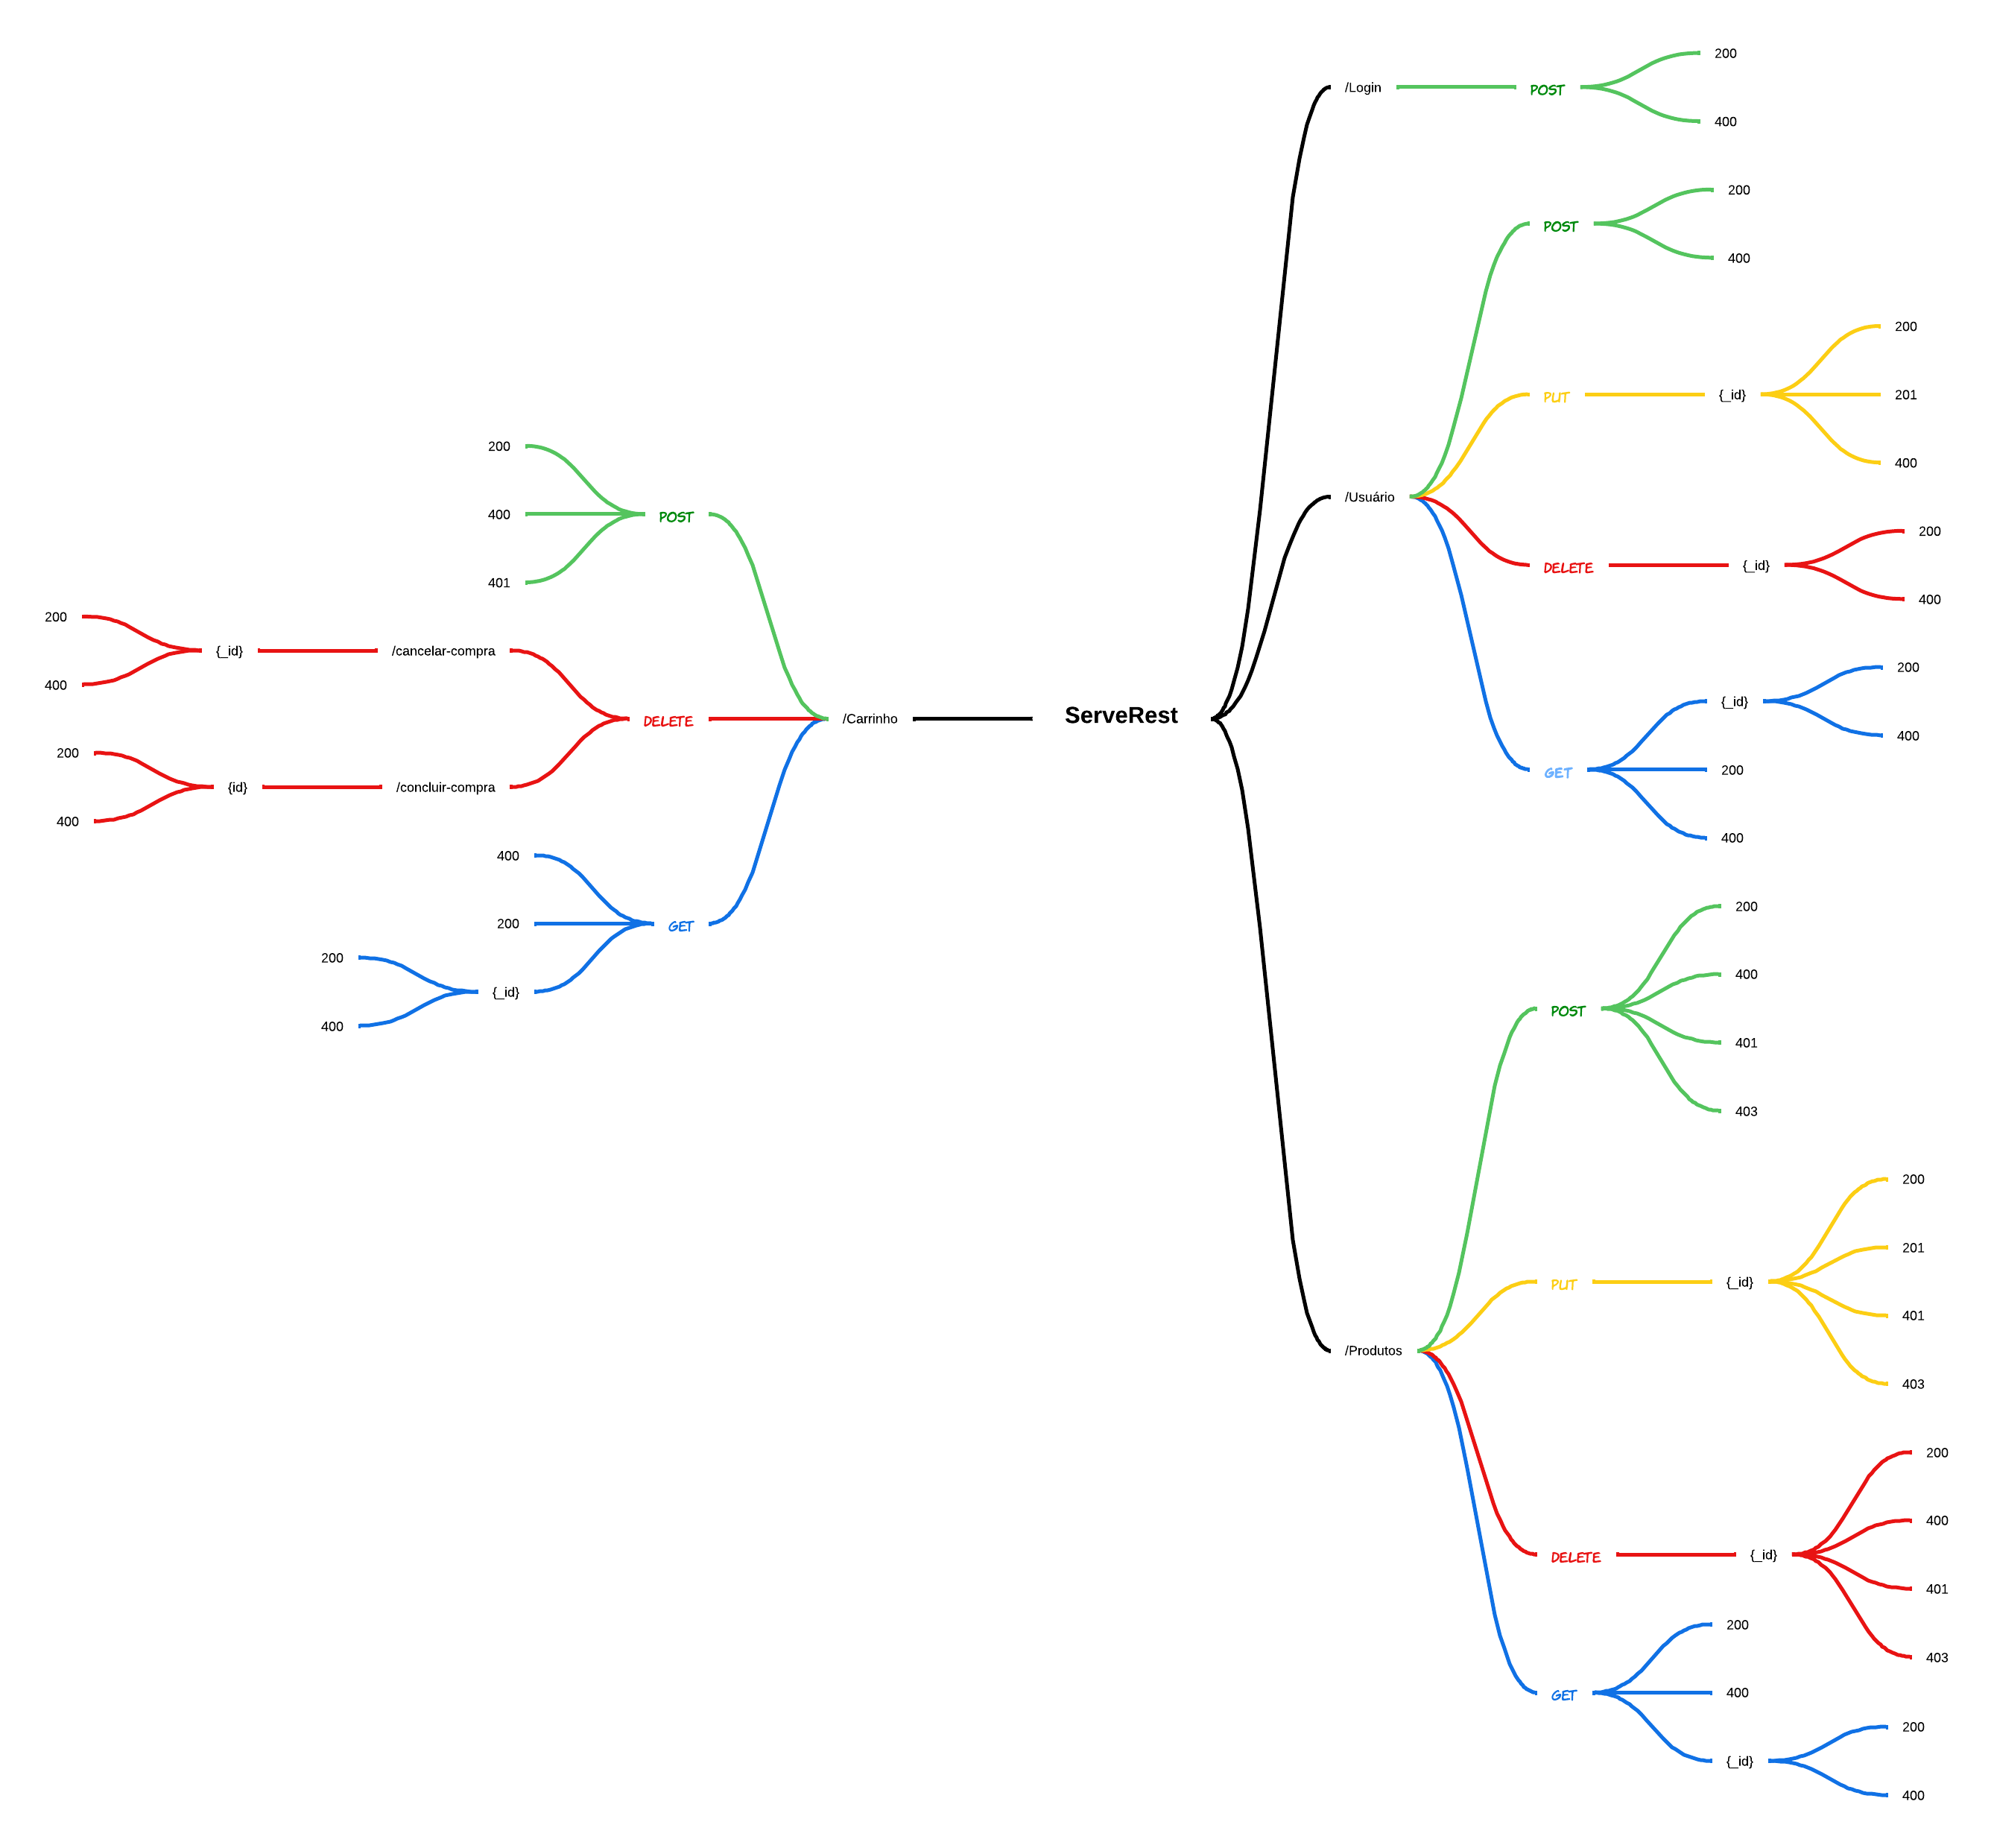 ServeRest
/Login
POST
200
400
/Usuário
POST
200
400
PUT
{_id}
200
201
400
DELETE
{_id}
200
400
GET
{_id}
200
400
200
400
/Produtos
POST
200
400
401
403
PUT
{_id}
200
201
401
403
DELETE
{_id}
200
400
401
403
GET
200
400
{_id}
200
400
/Carrinho
POST
200
400
401
DELETE
/cancelar-compra
{_id}
200
400
/concluir-compra
{id}
200
400
GET
400
200
{_id}
200
400